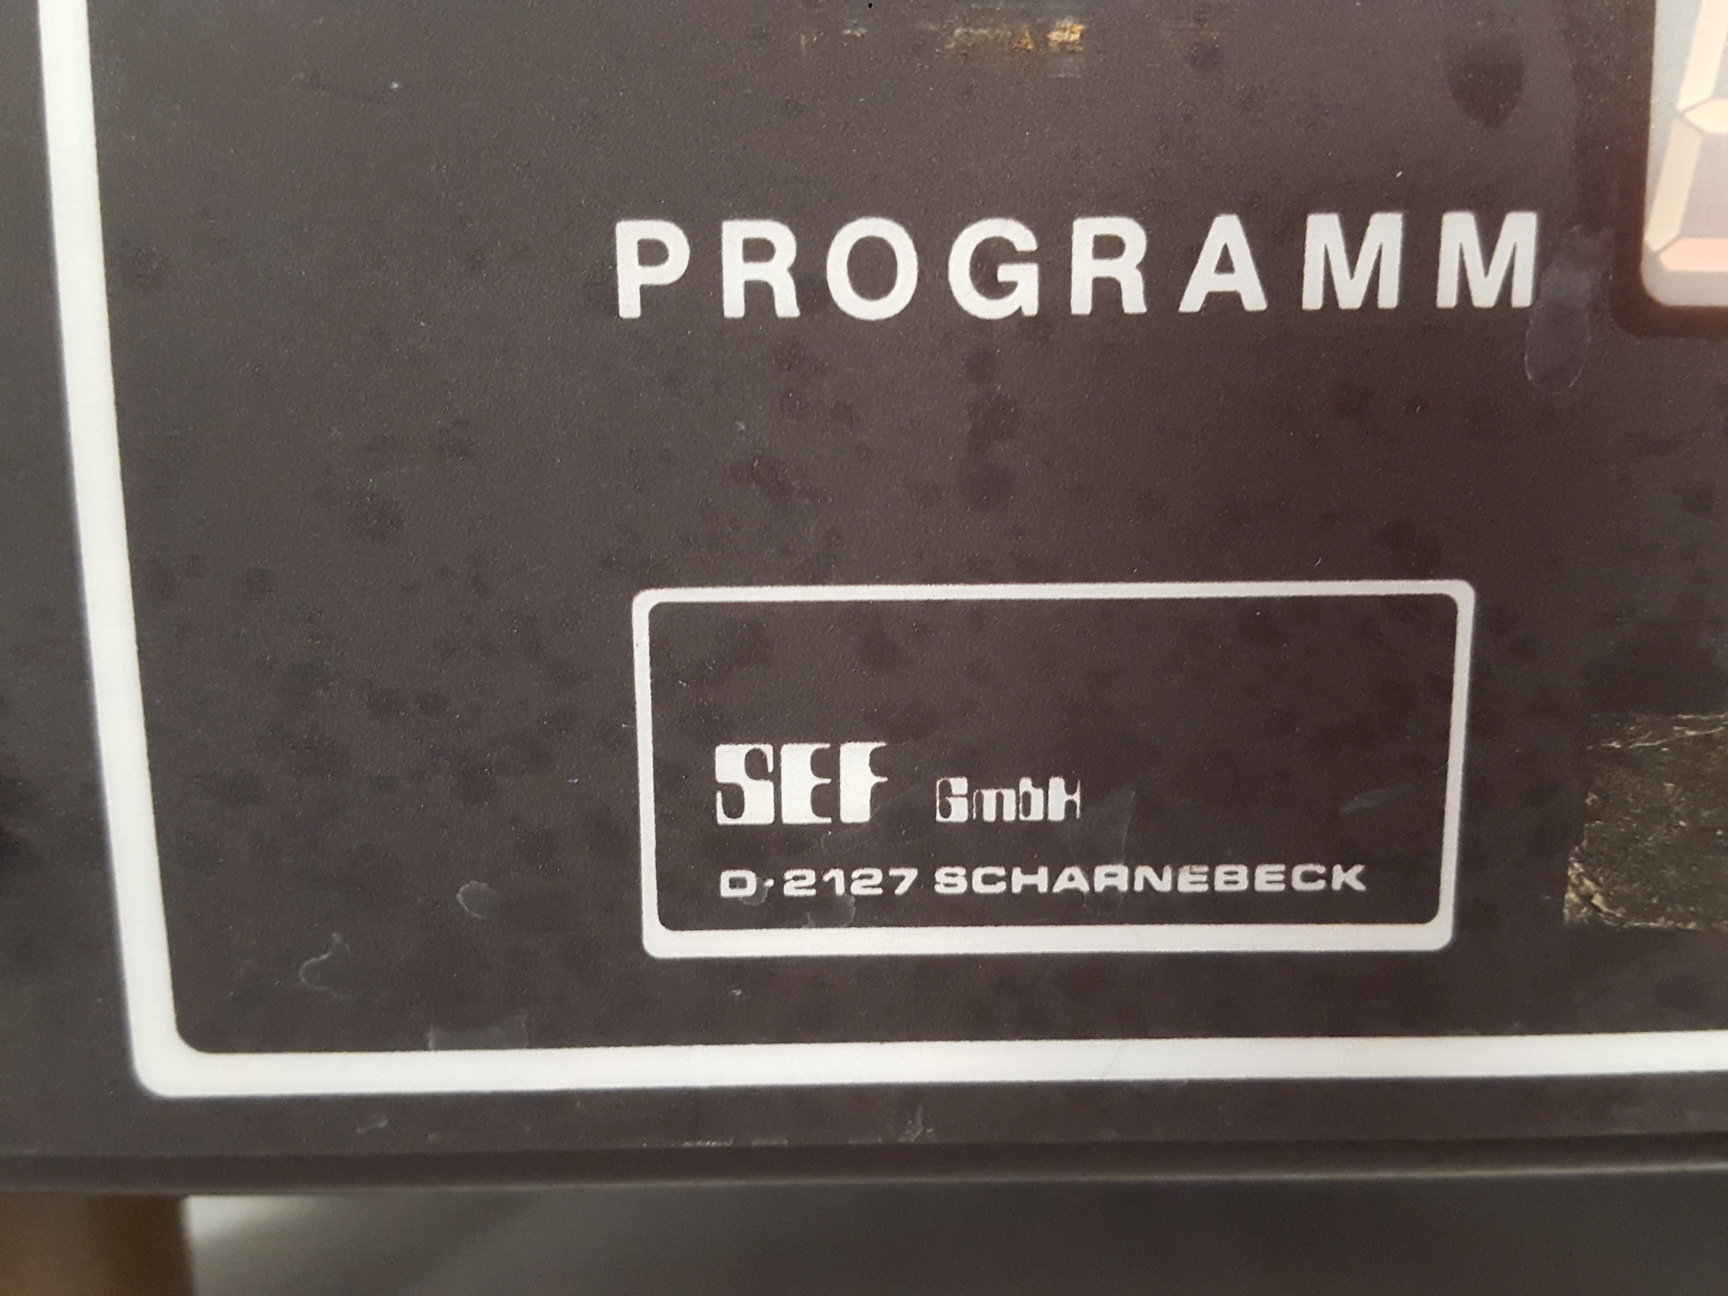 PROGRAMM
SEF GmbH
D-2127 SCHARNEBECK